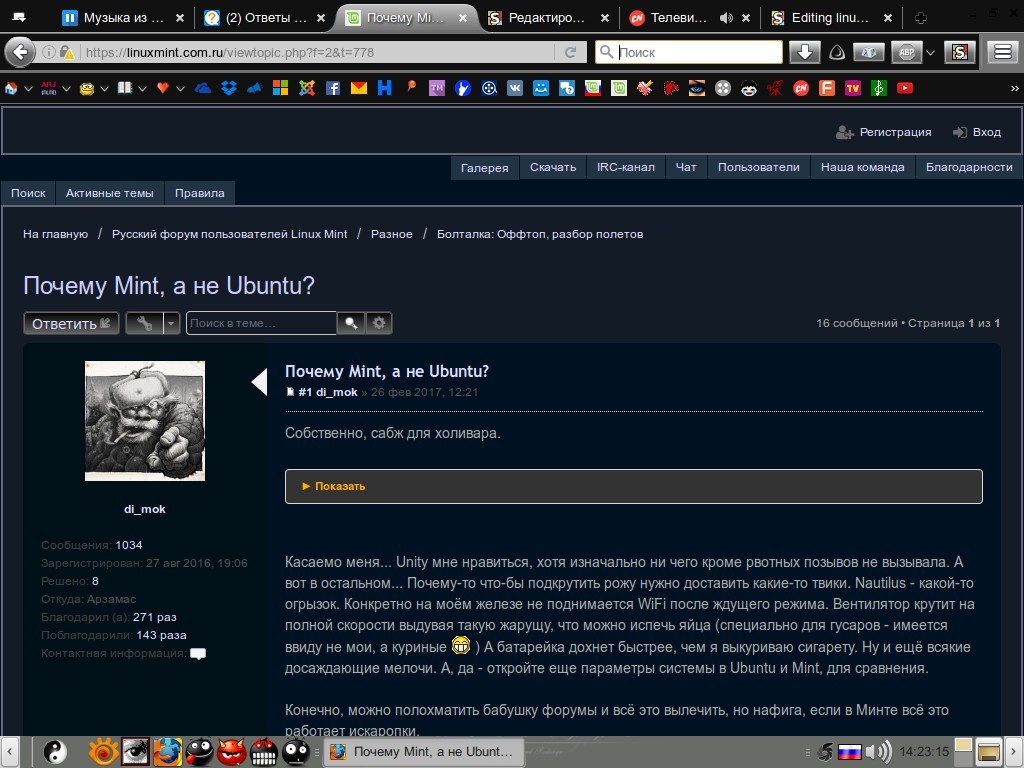 Музыка из ...
(2) Ответы ...
Почему Mi...
Редактиро...
Телеви...
Editing linu...
https://linuxmint.com.ru/viewtopic.php?f=2&t=778
Поиск
ABP
Регистрация
Вход
Галерея
Скачать
IRC-канал
Чат
Пользователи
Наша команда
Благодарности
Поиск
Активные темы
Правила
На главную / Русский форум пользователей Linux Mint / Разное / Болталка: Оффтоп, разбор полетов
Почему Mint, а не Ubuntu?
Ответить
Поиск в теме...
16 сообщений • Страница 1 из 1
Почему Mint, а не Ubuntu?
#1 di_mok » 26 фев 2017, 12:21
Собственно, сабж для холивара.
► Показать
di_mok
Сообщения: 1034
Зарегистрирован: 27 авг 2016, 19:06
Решено: 8
Откуда: Арзамас
Благодарил (а): 271 раз
Поблагодарили: 143 раза
Контактная информация:
Касаемо меня... Unity мне нравиться, хотя изначально ни чего кроме рвотных позывов не вызывала. А
вот в остальном... Почему-то что-бы подкрутить рожу нужно доставить какие-то твики. Nautilus - какой-то
огрызок. Конкретно на моём железе не поднимается WiFi после ждущего режима. Вентилятор крутит на
полной скорости выдувая такую жарущу, что можно испечь яйца (специально для гусаров - имеется
ввиду не мои, а куриные ) А батарейка дохнет быстрее, чем я выкуриваю сигарету. Ну и ещё всякие
досаждающие мелочи. А, да - откройте еще параметры системы в Ubuntu и Mint, для сравнения.
Конечно, можно полохматить бабушку форумы и всё это вылечить, но нафига, если в Минте всё это
работает искаропки.
Почему Mint, а не Ubunt...
14:23:15